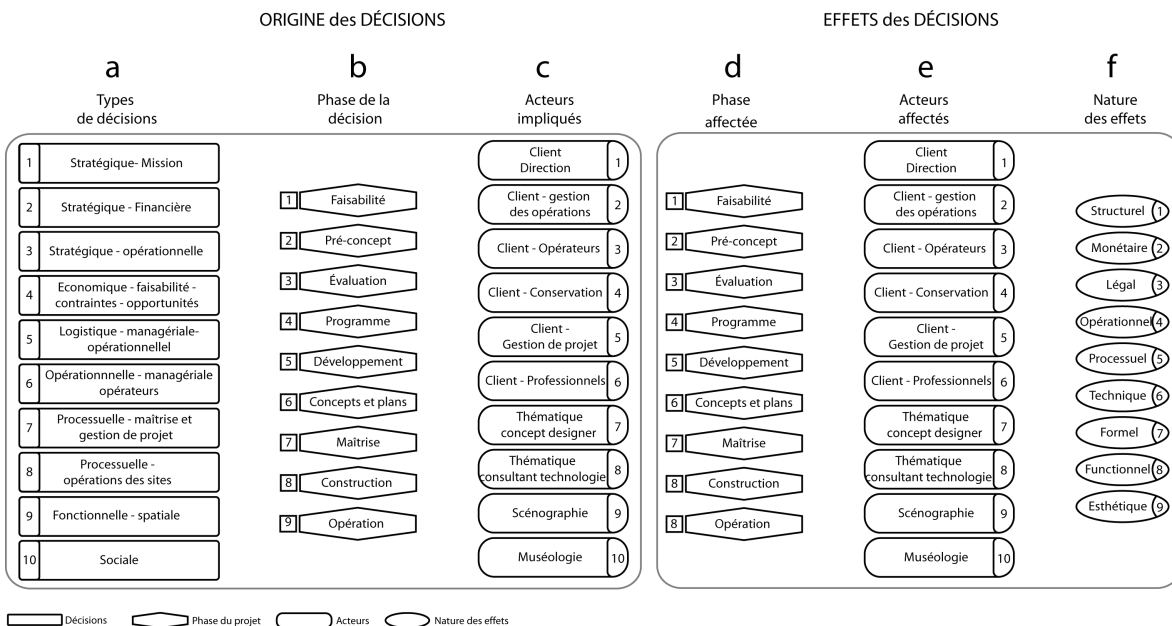 ORIGINE des DÉCISIONS
EFFETS des DÉCISIONS
a
Types
de décisions
b
Phase de la
décision
c
Acteurs
impliqués
d
Phase
affectée
e
Acteurs
affectés
f
Nature
des effets
1 Stratégique- Mission
2 Stratégique - Financière
3 Stratégique - opérationnelle
4 Economique - faisabilité -
contraintes - opportunités
5 Logistique - managériale-
opérationnellel
6 Opérationnnelle - managériale
opérateurs
7 Processuelle - maîtrise et
gestion de projet
8 Processuelle -
opérations des sites
9 Fonctionnelle - spatiale
10 Sociale
1 Faisabilité
2 Pré-concept
3 Évaluation
4 Programme
5 Développement
6 Concepts et plans
7 Maîtrise
8 Construction
9 Opération
Client
Direction 1
Client - gestion
des opérations 2
Client - Opérateurs 3
Client - Conservation 4
Client -
Gestion de projet 5
Client - Professionnels 6
Thématique
concept designer 7
Thématique
consultant technologie 8
Scénographie 9
Muséologie 10
1 Faisabilité
2 Pré-concept
3 Évaluation
4 Programme
5 Développement
6 Concepts et plans
7 Maîtrise
8 Construction
8 Opération
Client
Direction 1
Client - gestion
des opérations 2
Client - Opérateurs 3
Client - Conservation 4
Client -
Gestion de projet 5
Client - Professionnels 6
Thématique
concept designer 7
Thématique
consultant technologie 8
Scénographie 9
Muséologie 10
Structurel 1
Monétaire 2
Légal 3
Opérationnel 4
Processuel 5
Technique 6
Formel 7
Functionnel 8
Esthétique 9
Décisions
Phase du projet
Acteurs
Nature des effets